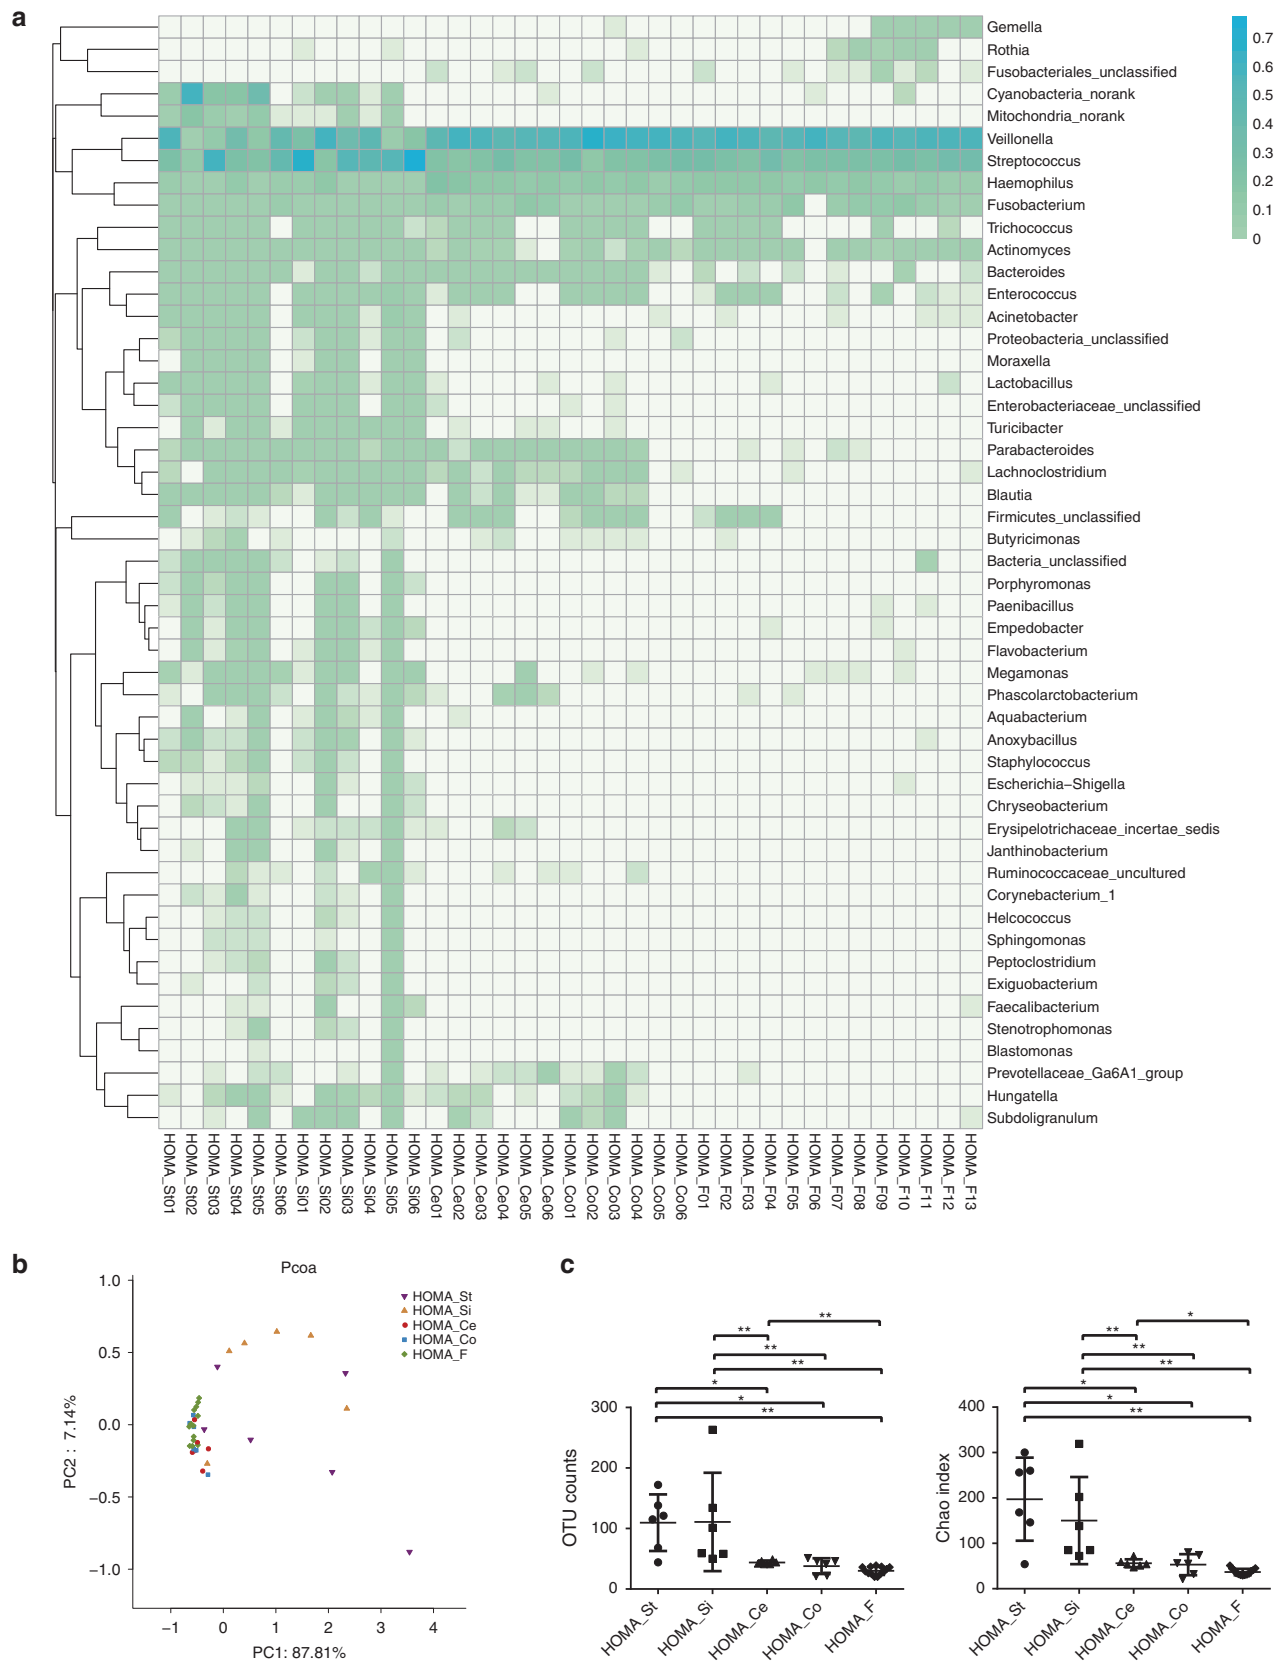 a
Gemella
Rothia
Fusobacteriales_unclassified
Cyanobacteria_norank
Mitochondria_norank
Veillonella
Streptococcus
Haemophilus
Fusobacterium
Trichococcus
Actinomyces
Bacteroides
Enterococcus
Acinetobacter
Proteobacteria_unclassified
Moraxella
Lactobacillus
Enterobacteriaceae_unclassified
Turicibacter
Parabacteroides
Lachnoclostridium
Blautia
Firmicutes_unclassified
Butyricimonas
Bacteria_unclassified
Porphyromonas
Paenibacillus
Empedobacter
Flavobacterium
Megamonas
Phascolarctobacterium
Aquabacterium
Anoxybacillus
Staphylococcus
Escherichia−Shigella
Chryseobacterium
Erysipelotrichaceae_incertae_sedis
Janthinobacterium
Ruminococcaceae_uncultured
Corynebacterium_1
Helcococcus
Sphingomonas
Peptoclostridium
Exiguobacterium
Faecalibacterium
Stenotrophomonas
Blastomonas
Prevotellaceae_Ga6A1_group
Hungatella
Subdoligranulum
0.7
0.6
0.5
0.4
0.3
0.2
0.1
0
HOMA_St01
HOMA_St02
HOMA_St03
HOMA_St04
HOMA_St05
HOMA_St06
HOMA_Si01
HOMA_Si02
HOMA_Si03
HOMA_Si04
HOMA_Si05
HOMA_Si06
HOMA_Ce01
HOMA_Ce02
HOMA_Ce03
HOMA_Ce04
HOMA_Ce05
HOMA_Ce06
HOMA_Co01
HOMA_Co02
HOMA_Co03
HOMA_Co04
HOMA_Co05
HOMA_Co06
HOMA_F01
HOMA_F02
HOMA_F03
HOMA_F04
HOMA_F05
HOMA_F06
HOMA_F07
HOMA_F08
HOMA_F09
HOMA_F10
HOMA_F11
HOMA_F12
HOMA_F13
b
Pcoa
HOMA_St
HOMA_Si
HOMA_Ce
HOMA_Co
HOMA_F
PC2 : 7.14%
1.0
0.5
0.0
−0.5
−1.0
−1 0 1 2 3 4
PC1: 87.81%
c
**
**
**
**
*
*
**
OTU counts
300
200
100
0
HOMA_St
HOMA_Si
HOMA_Ce
HOMA_Co
HOMA_F
*
**
**
**
*
*
**
Chao index
400
300
200
100
0
HOMA_St
HOMA_Si
HOMA_Ce
HOMA_Co
HOMA_F